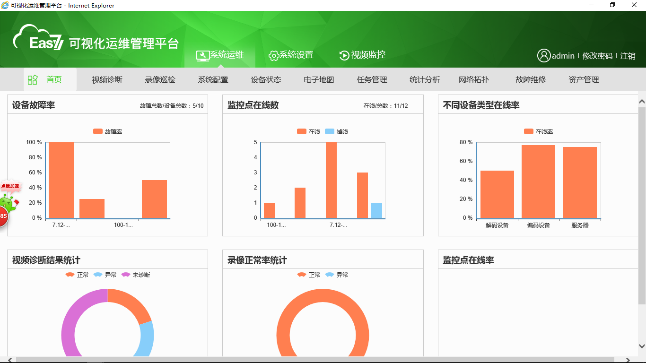 可视化运维管理平台 - Internet Explorer
Easy7 可视化运维管理平台
系统运维 系统设置 视频监控
admin | 修改密码 | 注销
首页 视频诊断 录像巡检 系统配置 设备状态 电子地图 任务管理 统计分析 网络拓扑 故障维修 资产管理
设备故障率 故障总数/设备总数：5/10
故障率
100 %
80 %
60 %
40 %
20 %
0 %
7.12-... 100-1...
监控点在线数 在线/总数：11/12
在线 离线
5
4
3
2
1
0
100-1... 7.12-...
不同设备类型在线率
在线率
80 %
60 %
40 %
20 %
0 %
解码设备 编码设备 服务器
视频诊断结果统计
正常 异常 未诊断
录像正常率统计
正常 异常
监控点在线率
点我加速
85